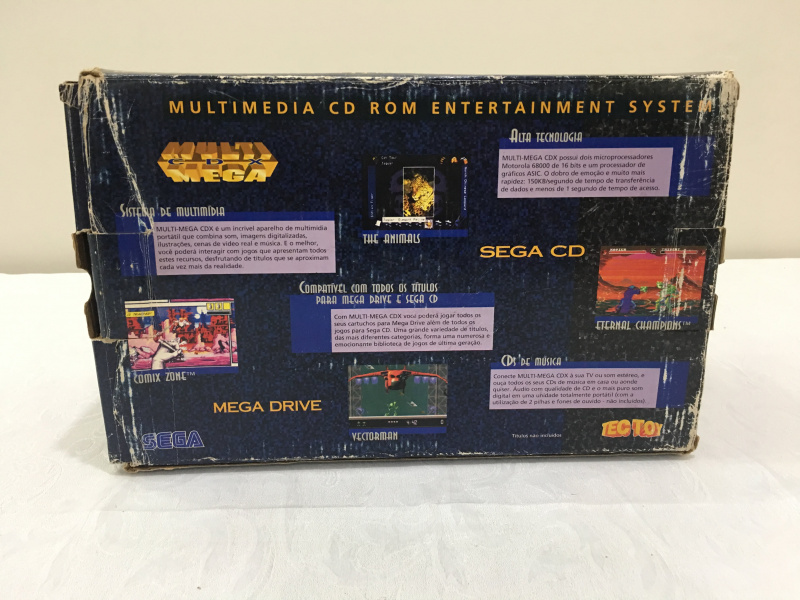 MULTIMEDIA CD ROM ENTERTAINMENT SYSTEM
MULTI
CDX
MEGA
ALTA TECNOLOGIA
MULTI-MEGA CDX possui dois microprocessadores
Motorola 68000 de 16 bits e um processador de
gráficos ASIC. O dobro de emoção e muito mais
rapidez: 150KB/segundo de tempo de transferência
de dados e menos de 1 segundo de tempo de acesso.
SISTEMA DE MULTIMÍDIA
MULTI-MEGA CDX é um incrível aparelho de multimídia
portátil que combina som, imagens digitalizadas,
ilustrações, cenas de vídeo real e música. E o melhor,
você poderá interagir com jogos que apresentam todos
estes recursos, desfrutando de títulos que se aproximam
cada vez mais da realidade.
THE ANIMALS
SEGA CD
ETERNAL CHAMPIONS™
COMPATÍVEL COM TODOS OS TÍTULOS
PARA MEGA DRIVE E SEGA CD
Com MULTI-MEGA CDX você poderá jogar todos os
seus cartuchos para Mega Drive além de todos os
jogos para Sega CD. Uma grande variedade de títulos,
das mais diferentes categorias, forma uma numerosa e
emocionante biblioteca de jogos de última geração.
COMIX ZONE™
MEGA DRIVE
4:42
VECTORMAN
CDs DE MÚSICA
Conecte MULTI-MEGA CDX à sua TV ou som estéreo, e
ouça todos os seus CDs de música em casa ou aonde
quiser. Áudio com qualidade de CD é o mais puro som
digital em uma unidade totalmente portátil (com a
utilização de 2 pilhas e fones de ouvido - não incluídos).
SEGA
Títulos não incluídos
TECTOY